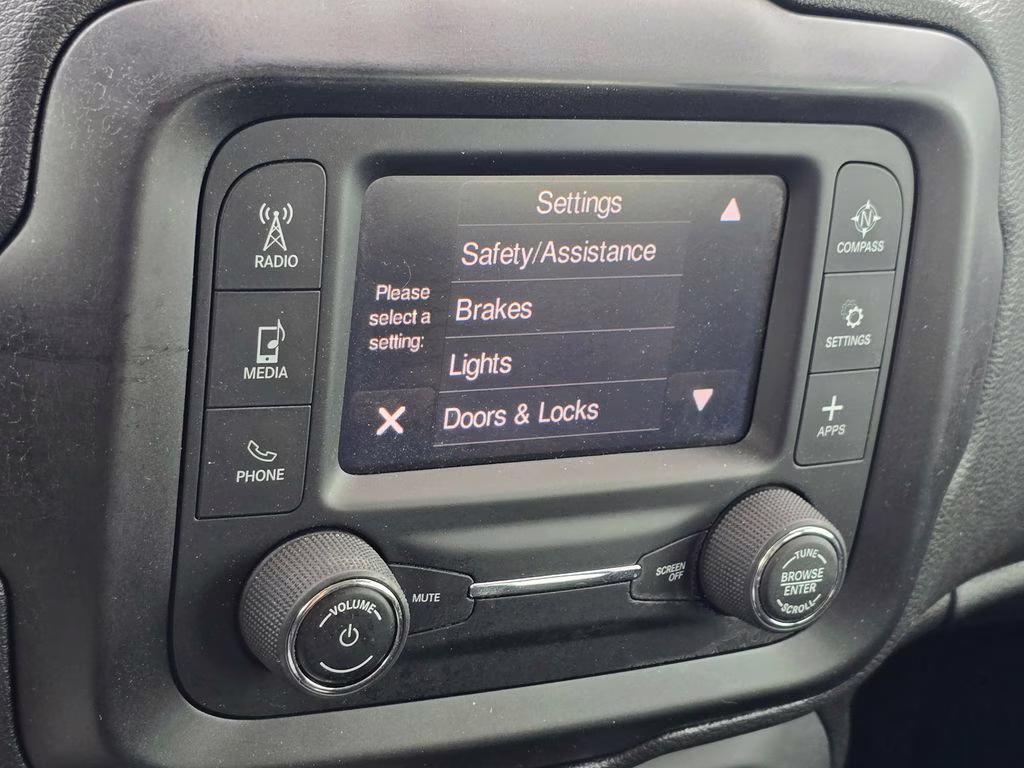 RADIO
MEDIA
PHONE
Settings
Safety/Assistance
Please
select a
setting:
Brakes
Lights
Doors & Locks
N
COMPASS
SETTINGS
APPS
VOLUME
MUTE
SCREEN
OFF
TUNE
BROWSE
ENTER
SCROLL